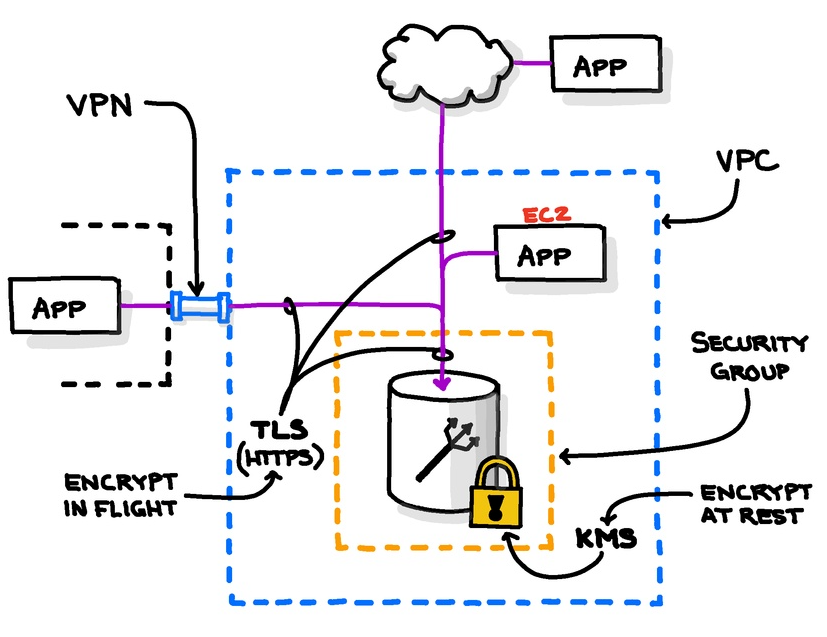 APP
VPN
VPC
EC2
APP
APP
SECURITY
GROUP
TLS
(HTTPS)
ENCRYPT
IN FLIGHT
ENCRYPT
AT REST
KMS